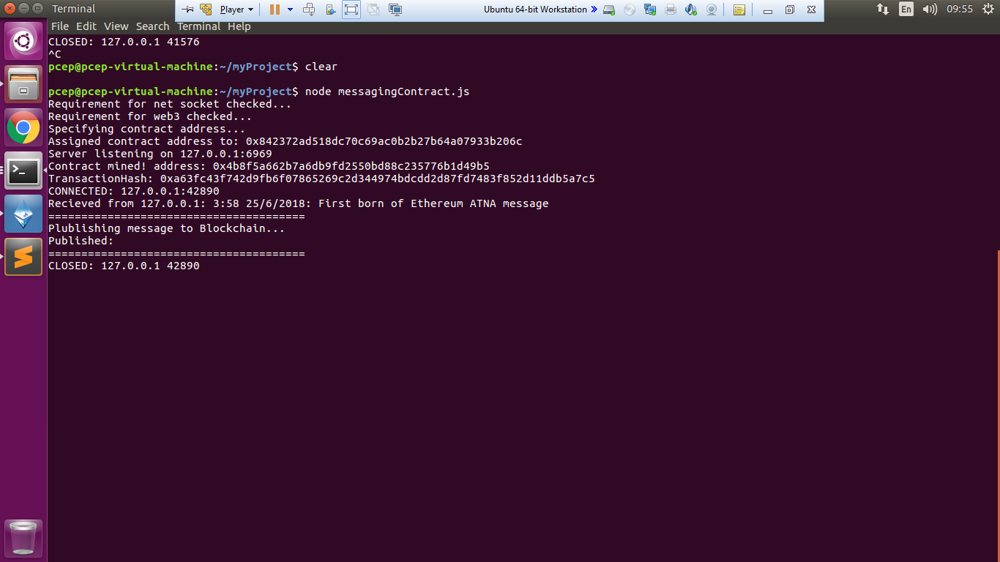 Terminal
Player
Ubuntu 64-bit Workstation
En
09:55
File Edit View Search Terminal Help
CLOSED: 127.0.0.1 41576
^C
pcep@pcep-virtual-machine:~/myProject$ clear
pcep@pcep-virtual-machine:~/myProject$ node messagingContract.js
Requirement for net socket checked...
Requirement for web3 checked...
Specifying contract address...
Assigned contract address to: 0x842372ad518dc70c69ac0b2b27b64a07933b206c
Server listening on 127.0.0.1:6969
Contract mined! address: 0x4b8f5a662b7a6db9fd2550bd88c235776b1d49b5
TransactionHash: 0xa63fc43f742d9fb6f07865269c2d344974bdcdd2d87fd7483f852d11ddb5a7c5
CONNECTED: 127.0.0.1:42890
Recieved from 127.0.0.1: 3:58 25/6/2018: First born of Ethereum ATNA message
=======================================
Plublishing message to Blockchain...
Published:
=======================================
CLOSED: 127.0.0.1 42890